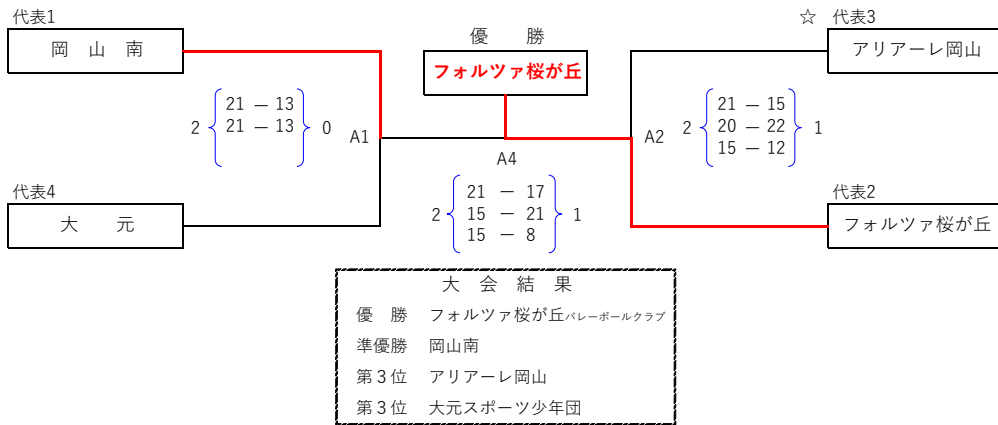 代表1
岡　山　南
優　　勝
フォルツァ桜が丘
☆ 代表3
アリアーレ岡山
2 21 － 13 0
21 － 13
A1
A2
2 21 － 15 1
20 － 22
15 － 12
A4
代表4
大　　元
2 21 － 17 1
15 － 21
15 － 8
代表2
フォルツァ桜が丘
大　会　結　果
優　勝　フォルツァ桜が丘バレーボールクラブ
準優勝　岡山南
第３位　アリアーレ岡山
第３位　大元スポーツ少年団